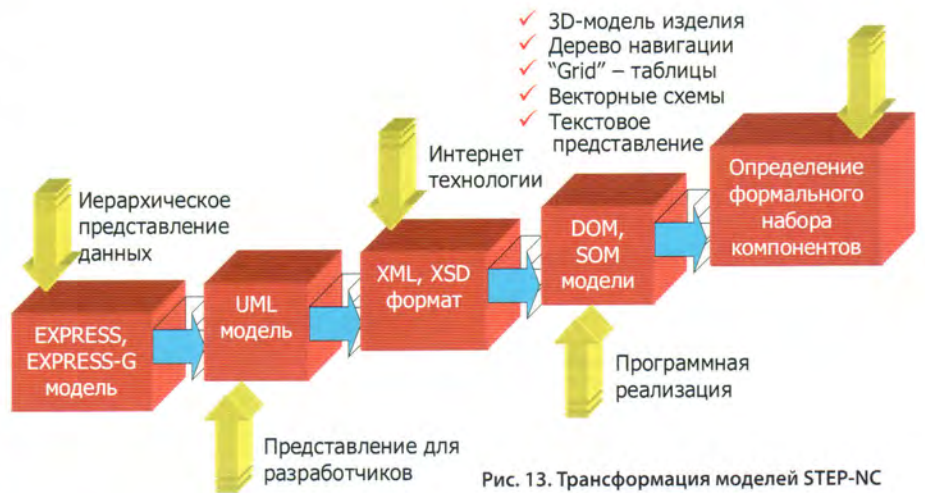 ✓ 3D-модель изделия
✓ Дерево навигации
✓ "Grid" – таблицы
✓ Векторные схемы
✓ Текстовое
представление
Иерархическое
представление
данных
Интернет
технологии
EXPRESS,
EXPRESS-G
модель
UML
модель
XML, XSD
формат
DOM,
SOM
модели
Определение
формального
набора
компонентов
Представление для
разработчиков
Программная
реализация
Рис. 13. Трансформация моделей STEP-NC